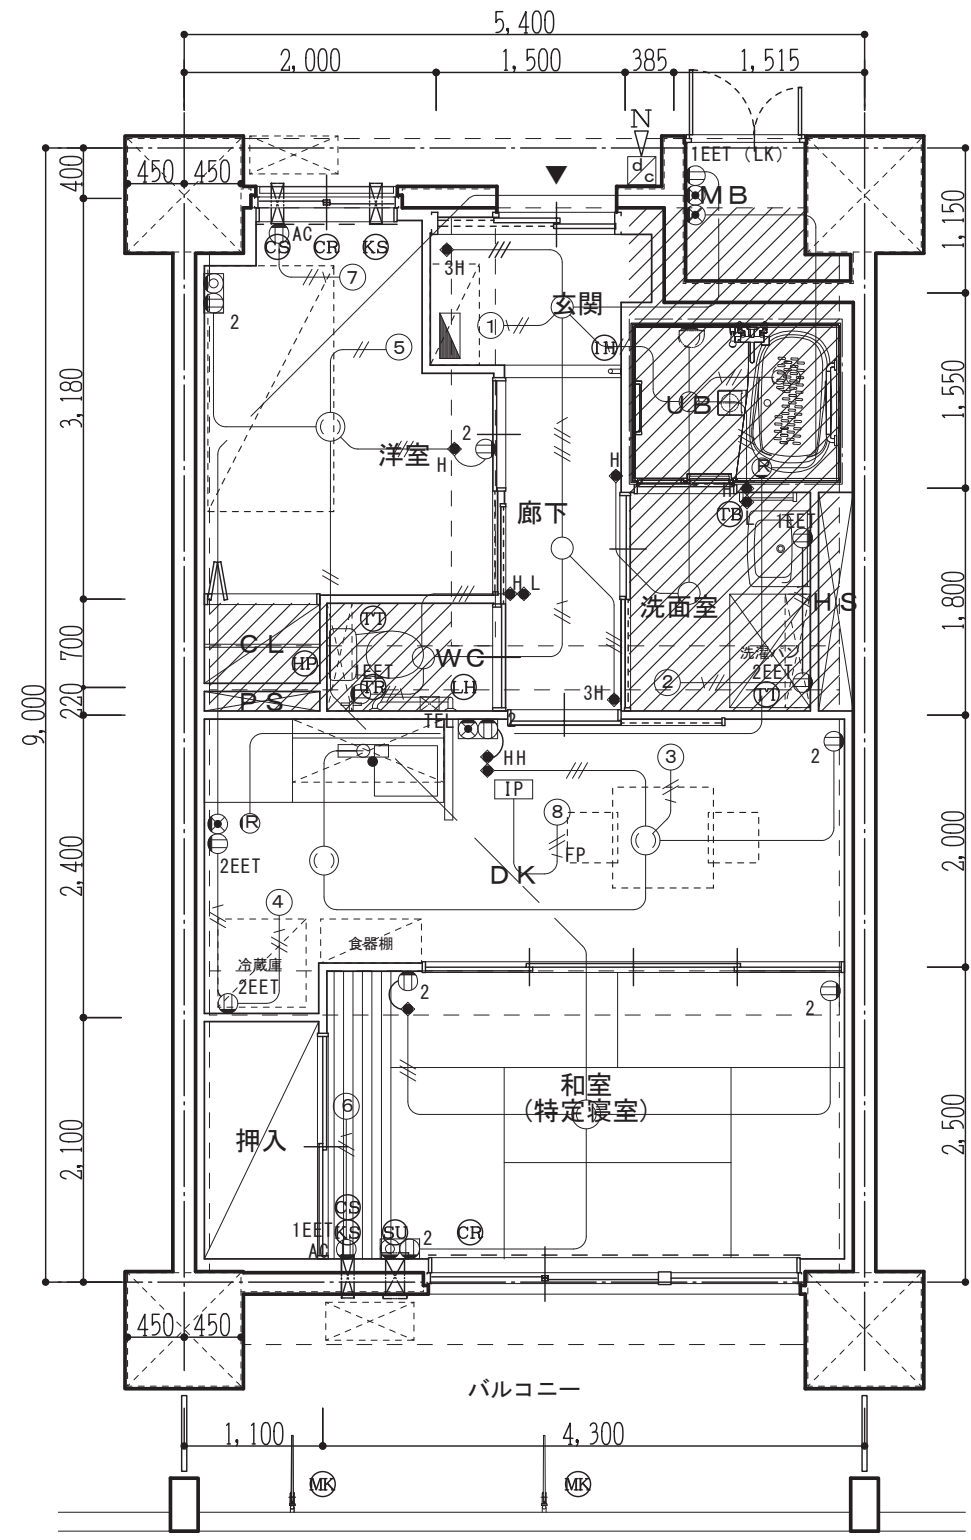 5,400
2,000
1,500
385
1,515
N
d
c
1EET (LK)
MB
400
450
450
1,150
AC
CS
CR
KS
3H
7
2
玄関
1
IH
5
3,180
1,550
UB
R
2
洋室
H
H
H
廊下
TB
L
1EET
H L
洗面室
HS
1,800
TT
CL
WC
700
HP
1EET
洗濯パン
2EET
TR
LH
2
TT
3H
PS
220
9,000
TEL
2
HH
3
2
IP
8
R
2EET
FP
DK
2,400
2,000
4
食器棚
冷蔵庫
2EET
2
2
和室
(特定寝室)
6
押入
2,100
2,500
CS
1EET
KS
SU
2
CR
AC
450
450
バルコニー
1,100
4,300
MK
MK